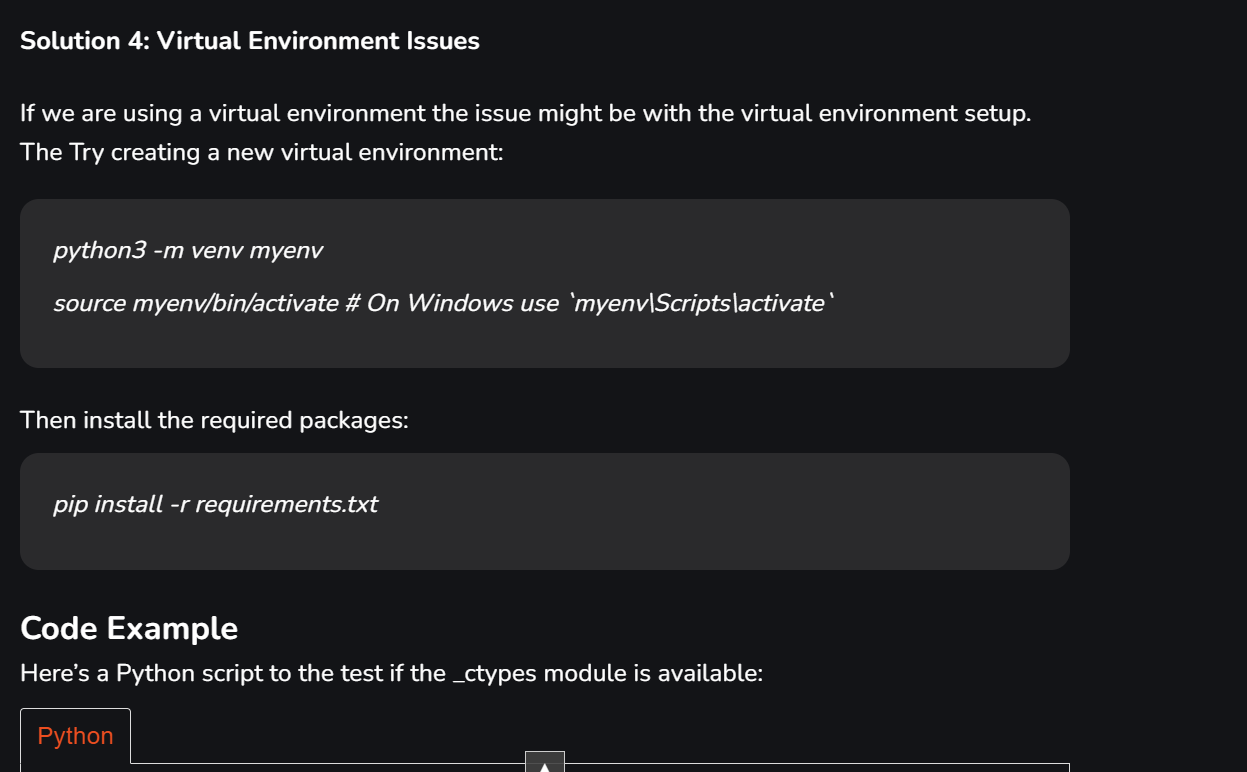 Solution 4: Virtual Environment Issues
If we are using a virtual environment the issue might be with the virtual environment setup.
The Try creating a new virtual environment:
python3 -m venv myenv
source myenv/bin/activate # On Windows use `myenv\Scripts\activate`
Then install the required packages:
pip install -r requirements.txt
Code Example
Here’s a Python script to the test if the _ctypes module is available:
Python